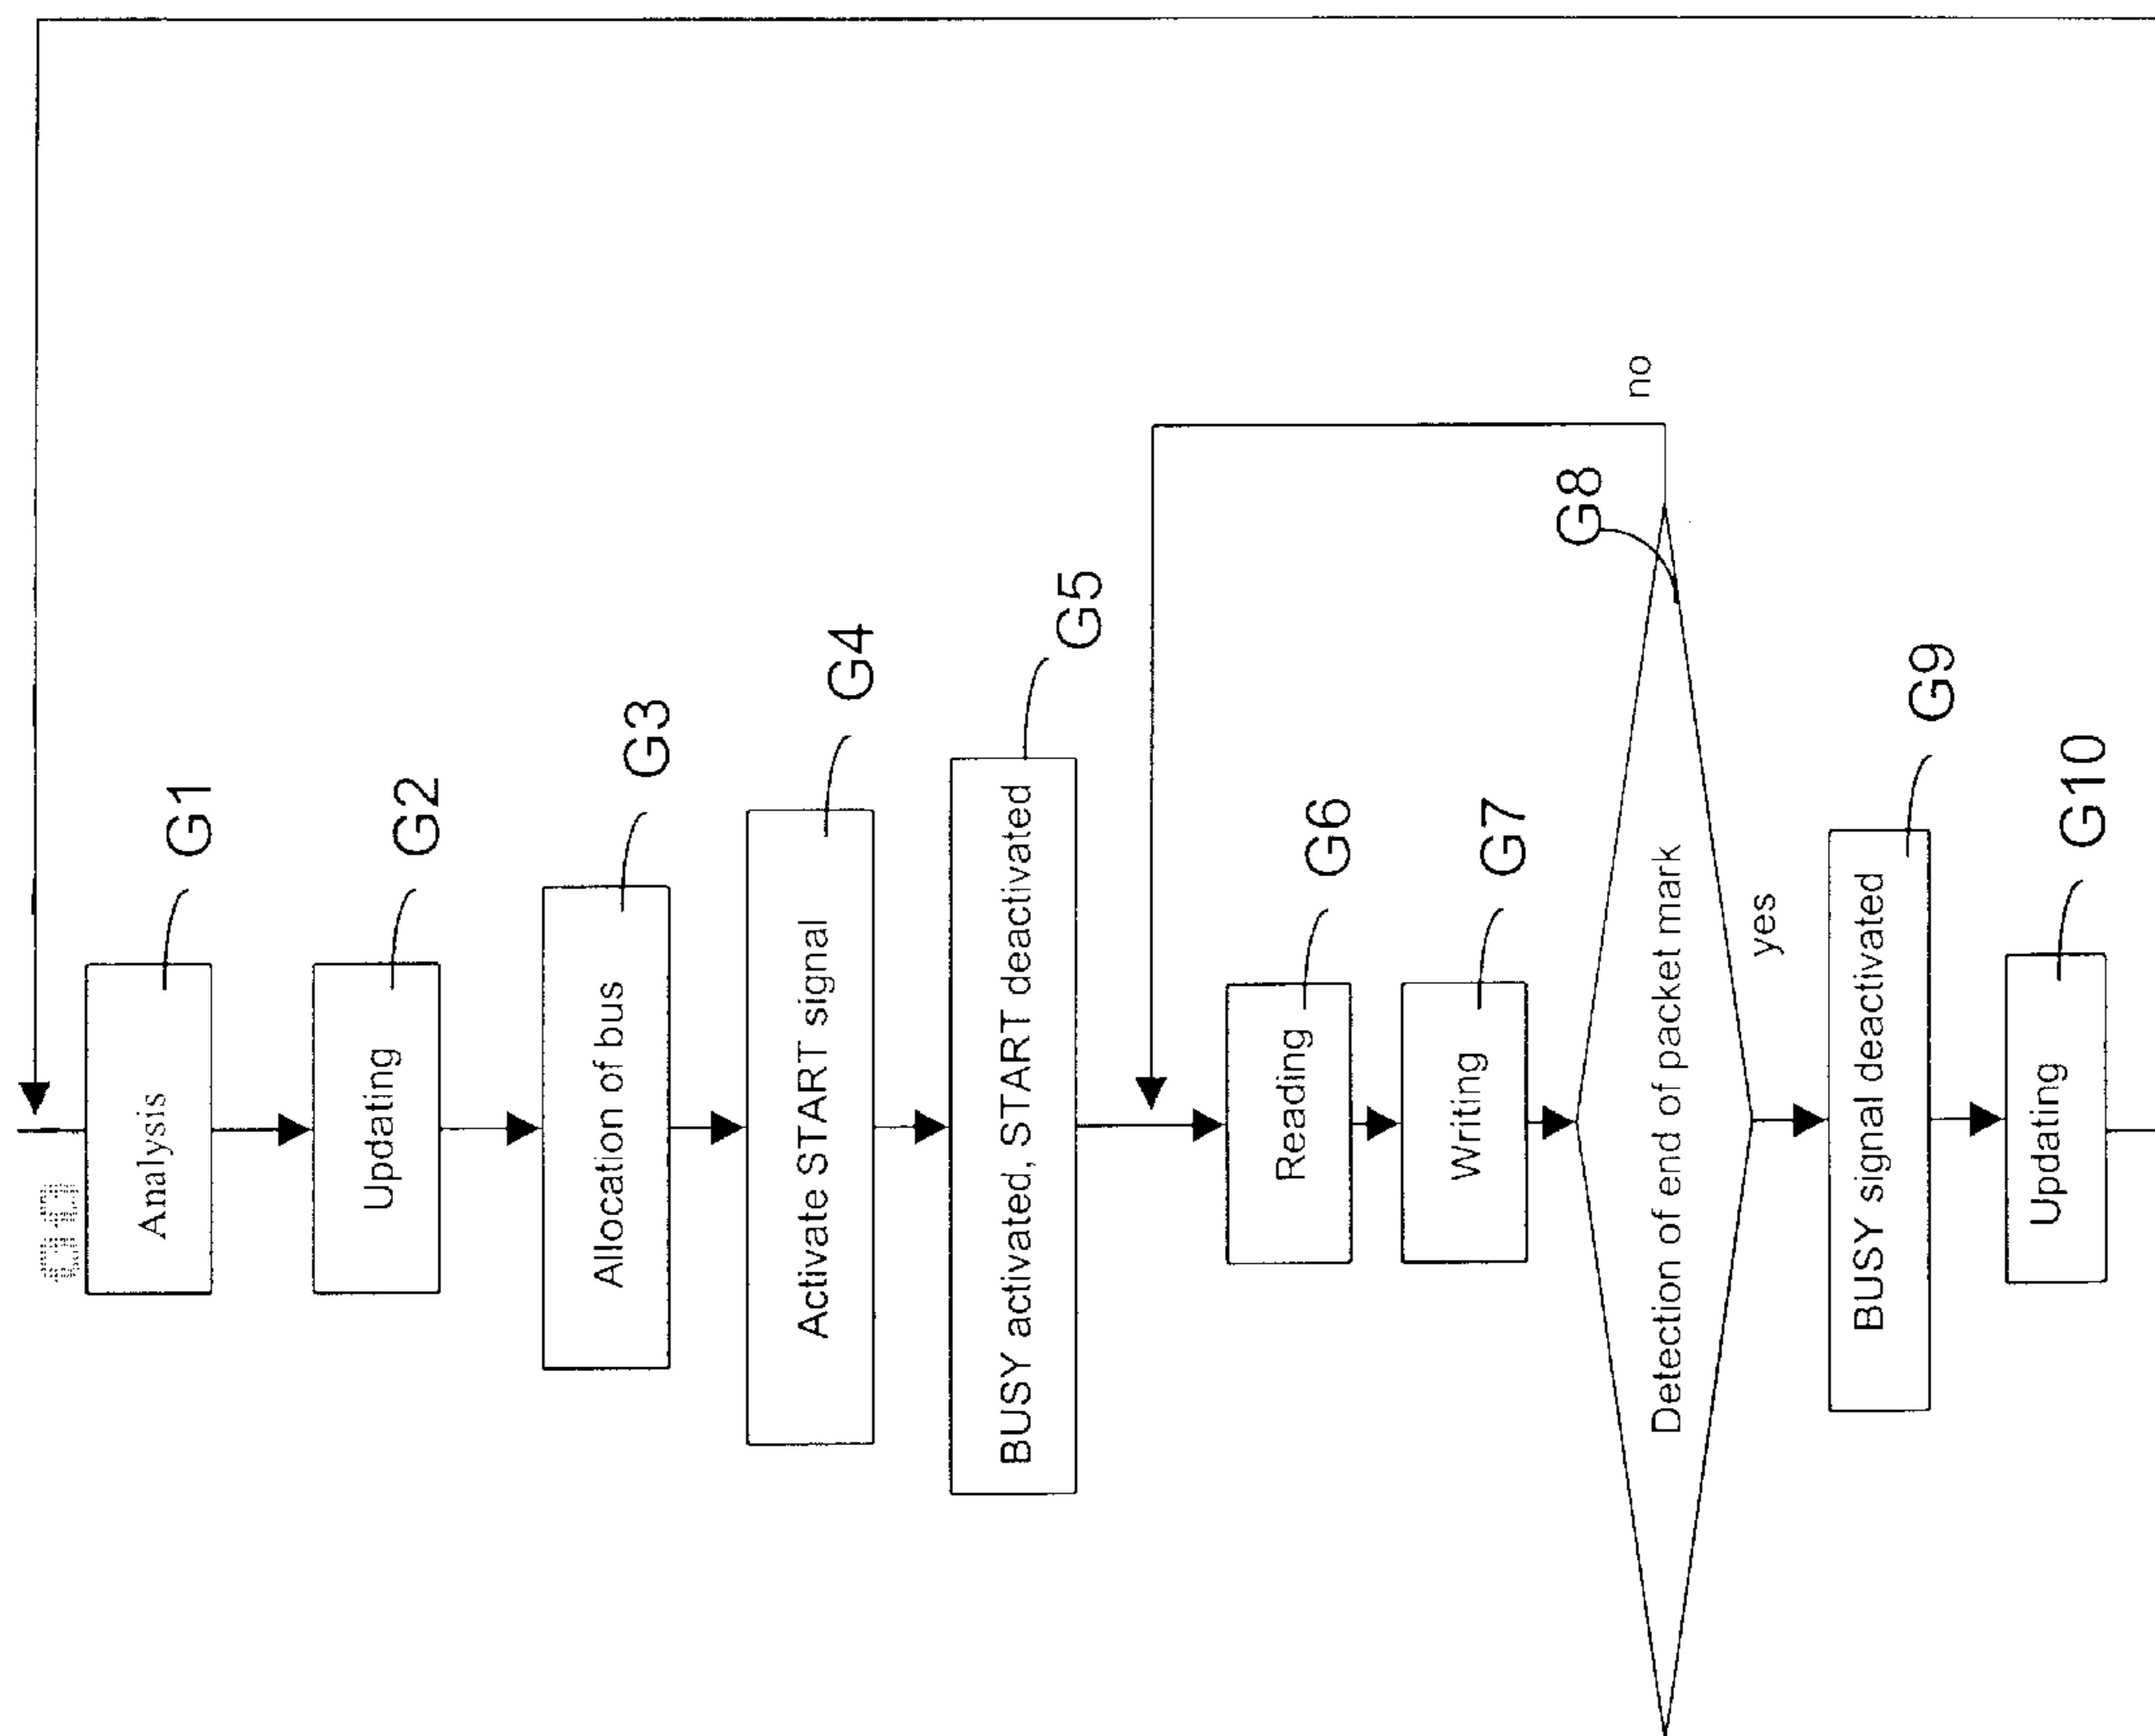 Analysis
G1
Updating
G2
Allocation of bus
G3
Activate START signal
G4
BUSY activated, START deactivated
G5
Reading
G6
Writing
G7
Detection of end of packet mark
G8
no
yes
BUSY signal deactivated
G9
Updating
G10